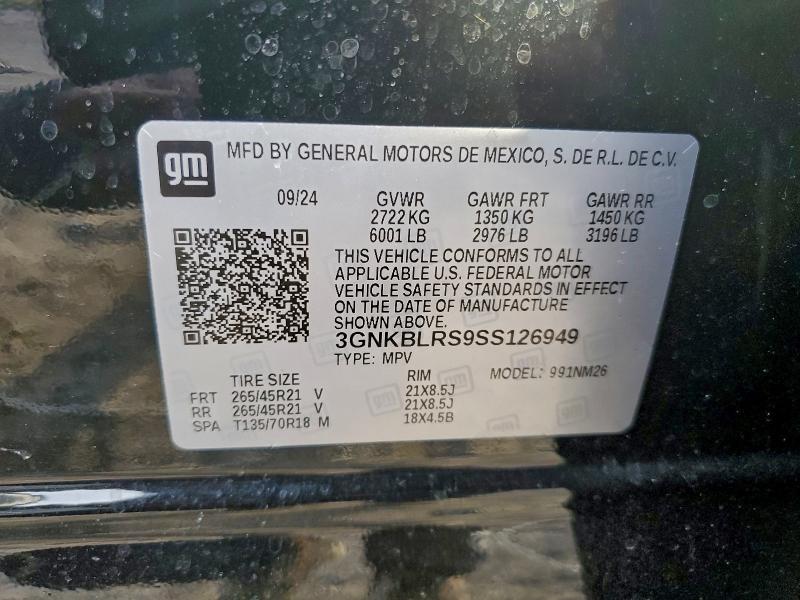 gm MFD BY GENERAL MOTORS DE MEXICO, S. DE R.L. DE C.V.
09/24 GVWR GAWR FRT GAWR RR
2722 KG 1350 KG 1450 KG
6001 LB 2976 LB 3196 LB
THIS VEHICLE CONFORMS TO ALL
APPLICABLE U.S. FEDERAL MOTOR
VEHICLE SAFETY STANDARDS IN EFFECT
ON THE DATE OF MANUFACTURE
SHOWN ABOVE.
3GNKBLRS9SS126949
TYPE: MPV
TIRE SIZE RIM MODEL: 991NM26
FRT 265/45R21 V 21X8.5J
RR 265/45R21 V 21X8.5J
SPA T135/70R18 M 18X4.5B